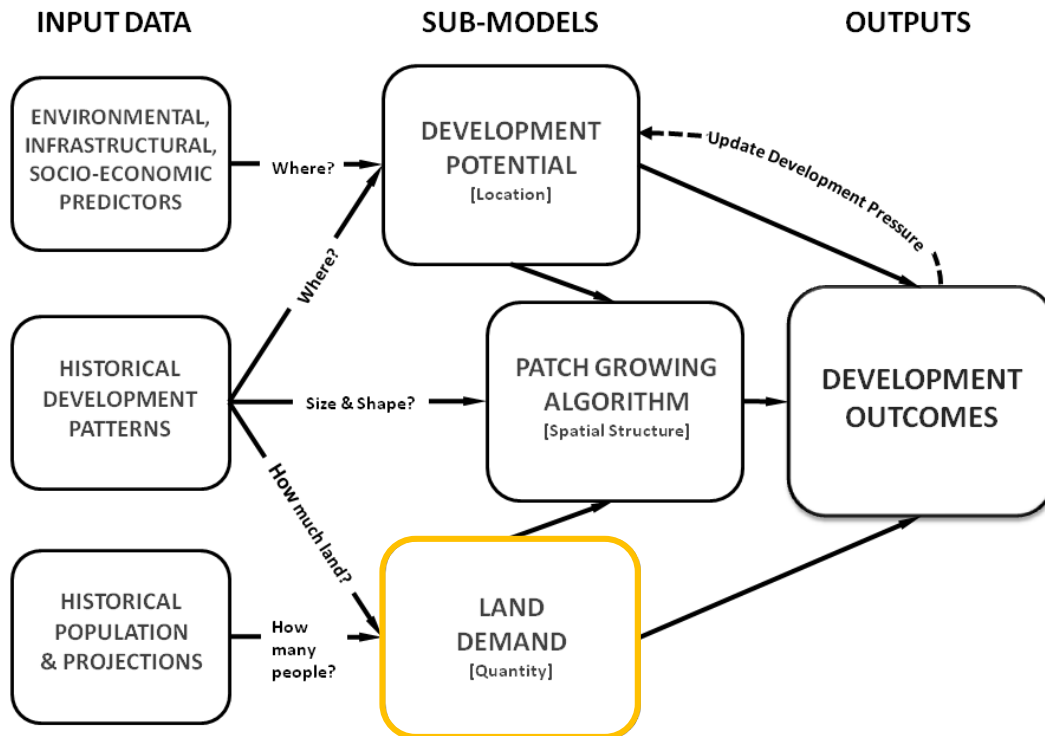 INPUT DATA
SUB-MODELS
OUTPUTS
ENVIRONMENTAL,
INFRASTRUCTURAL,
SOCIO-ECONOMIC
PREDICTORS
Where?
DEVELOPMENT
POTENTIAL
[Location]
Update Development Pressure
Where?
HISTORICAL
DEVELOPMENT
PATTERNS
Size & Shape?
PATCH GROWING
ALGORITHM
[Spatial Structure]
DEVELOPMENT
OUTCOMES
How much land?
HISTORICAL
POPULATION
& PROJECTIONS
How
many
people?
LAND
DEMAND
[Quantity]